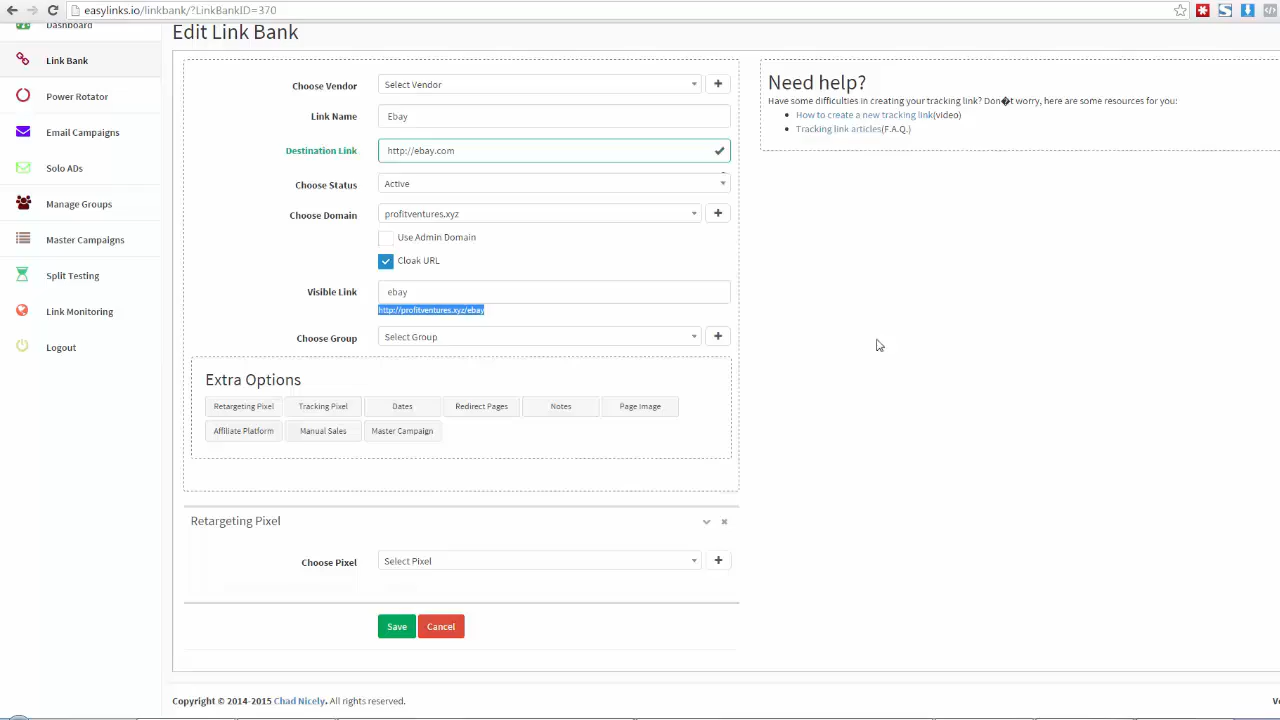 easylinks.io/linkbank/?LinkBankID=370
Dashboard
Link Bank
Power Rotator
Email Campaigns
Solo ADs
Manage Groups
Master Campaigns
Split Testing
Link Monitoring
Logout
Edit Link Bank
Choose Vendor
Select Vendor
Link Name
Ebay
Destination Link
http://ebay.com
Choose Status
Active
Choose Domain
profitventures.xyz
Use Admin Domain
Cloak URL
Visible Link
ebay
http://profitventures.xyz/ebay
Choose Group
Select Group
Extra Options
Retargeting Pixel
Tracking Pixel
Dates
Redirect Pages
Notes
Page Image
Affiliate Platform
Manual Sales
Master Campaign
Retargeting Pixel
Choose Pixel
Select Pixel
Save
Cancel
Need help?
Have some difficulties in creating your tracking link? Don�t worry, here are some resources for you:
How to create a new tracking link(video)
Tracking link articles(F.A.Q.)
Copyright © 2014-2015 Chad Nicely. All rights reserved.